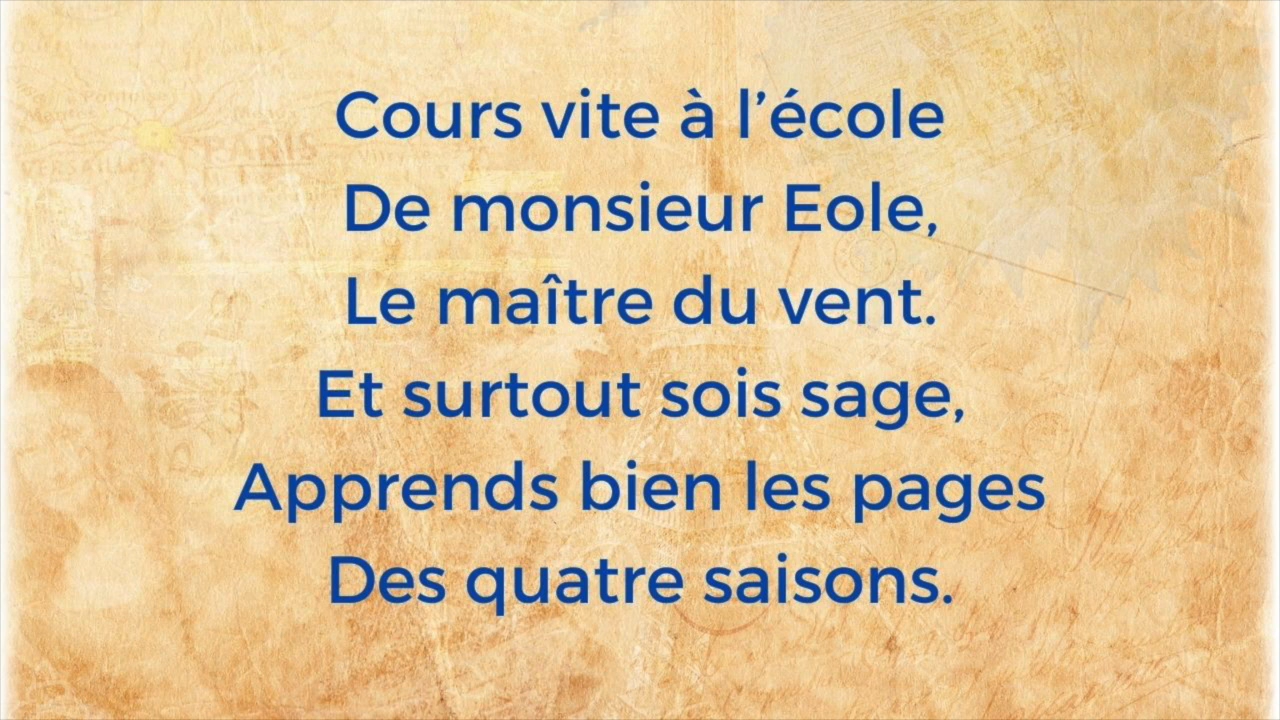 Cours vite à l’école
De monsieur Eole,
Le maître du vent.
Et surtout sois sage,
Apprends bien les pages
Des quatre saisons.
PARIS